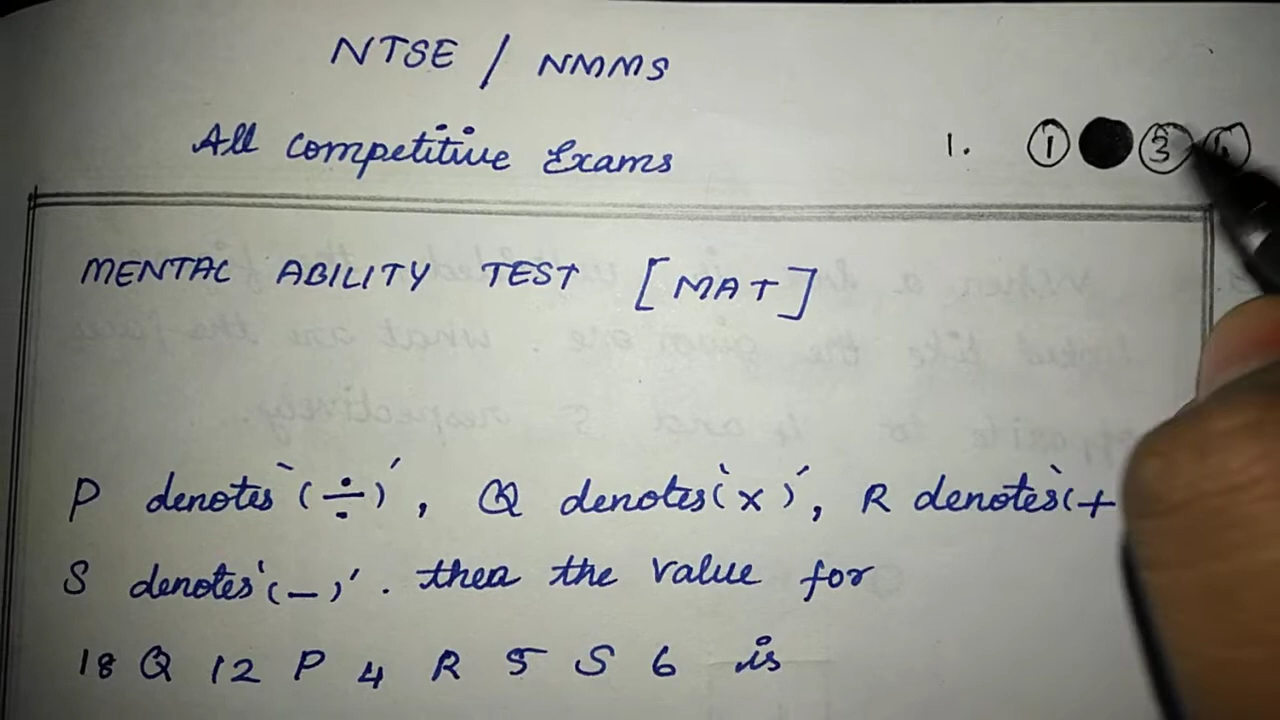 NTSE / NMMS
All Competitive Exams
1. ① ③ ④
MENTAL ABILITY TEST [MAT]
P denotes '(÷)', Q denotes '(x)', R denotes '(+
S denotes '(-)'. then the value for
18 Q 12 P 4 R 5 S 6 is